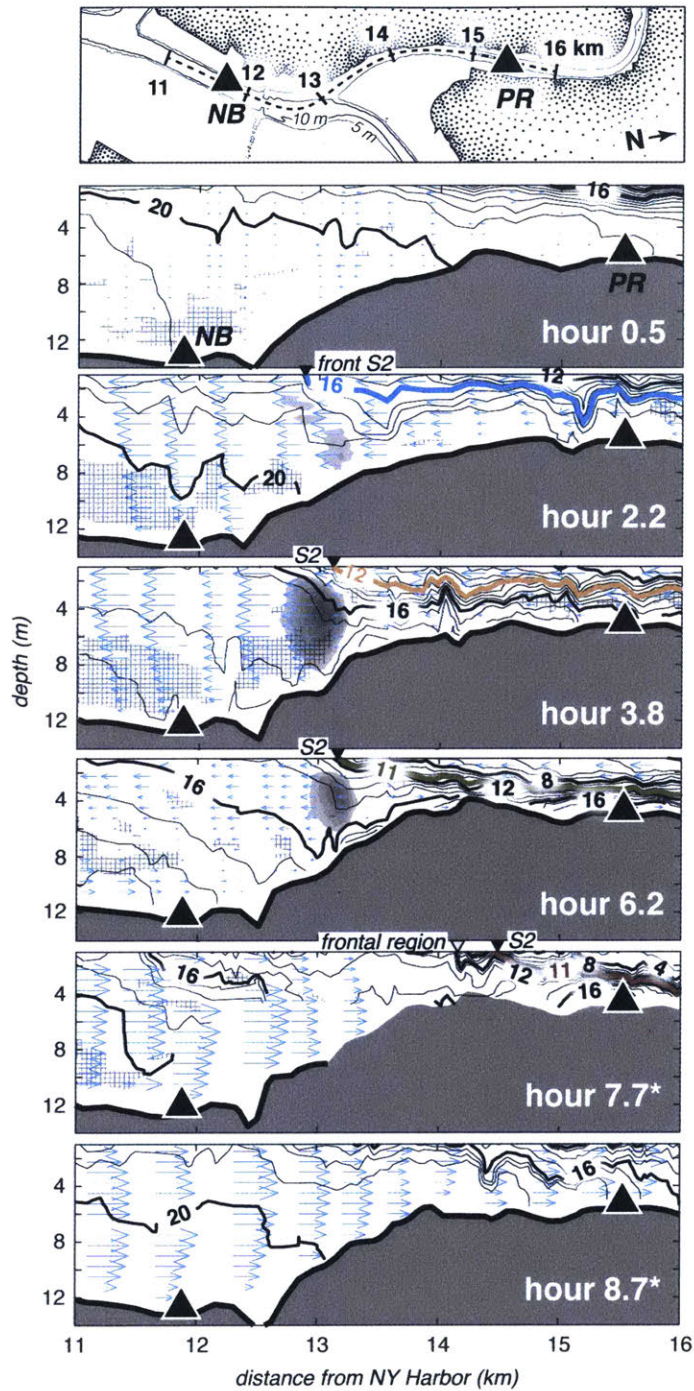 14 15 16 km
11 12 13
NB PR
10 m
5 m
N
20 16
4
8
12
NB PR
hour 0.5
front S2
16 12
4
8
20
12
hour 2.2
S2
12
4
16
8
12
hour 3.8
depth (m)
S2
11 8
16 12 16
4
8
12
hour 6.2
frontal region S2
16 12 11 8 4
16
4
8
12
hour 7.7*
16
4
20
8
12
hour 8.7*
11 12 13 14 15 16
distance from NY Harbor (km)